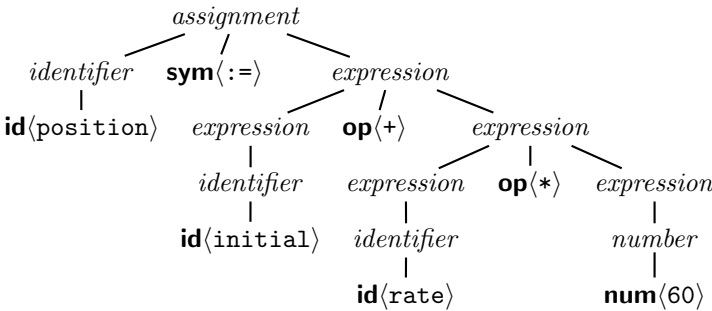 assignment
identifier sym⟨:=⟩ expression
id⟨position⟩ expression op⟨+⟩ expression
identifier expression op⟨*⟩ expression
id⟨initial⟩ identifier number
id⟨rate⟩ num⟨60⟩